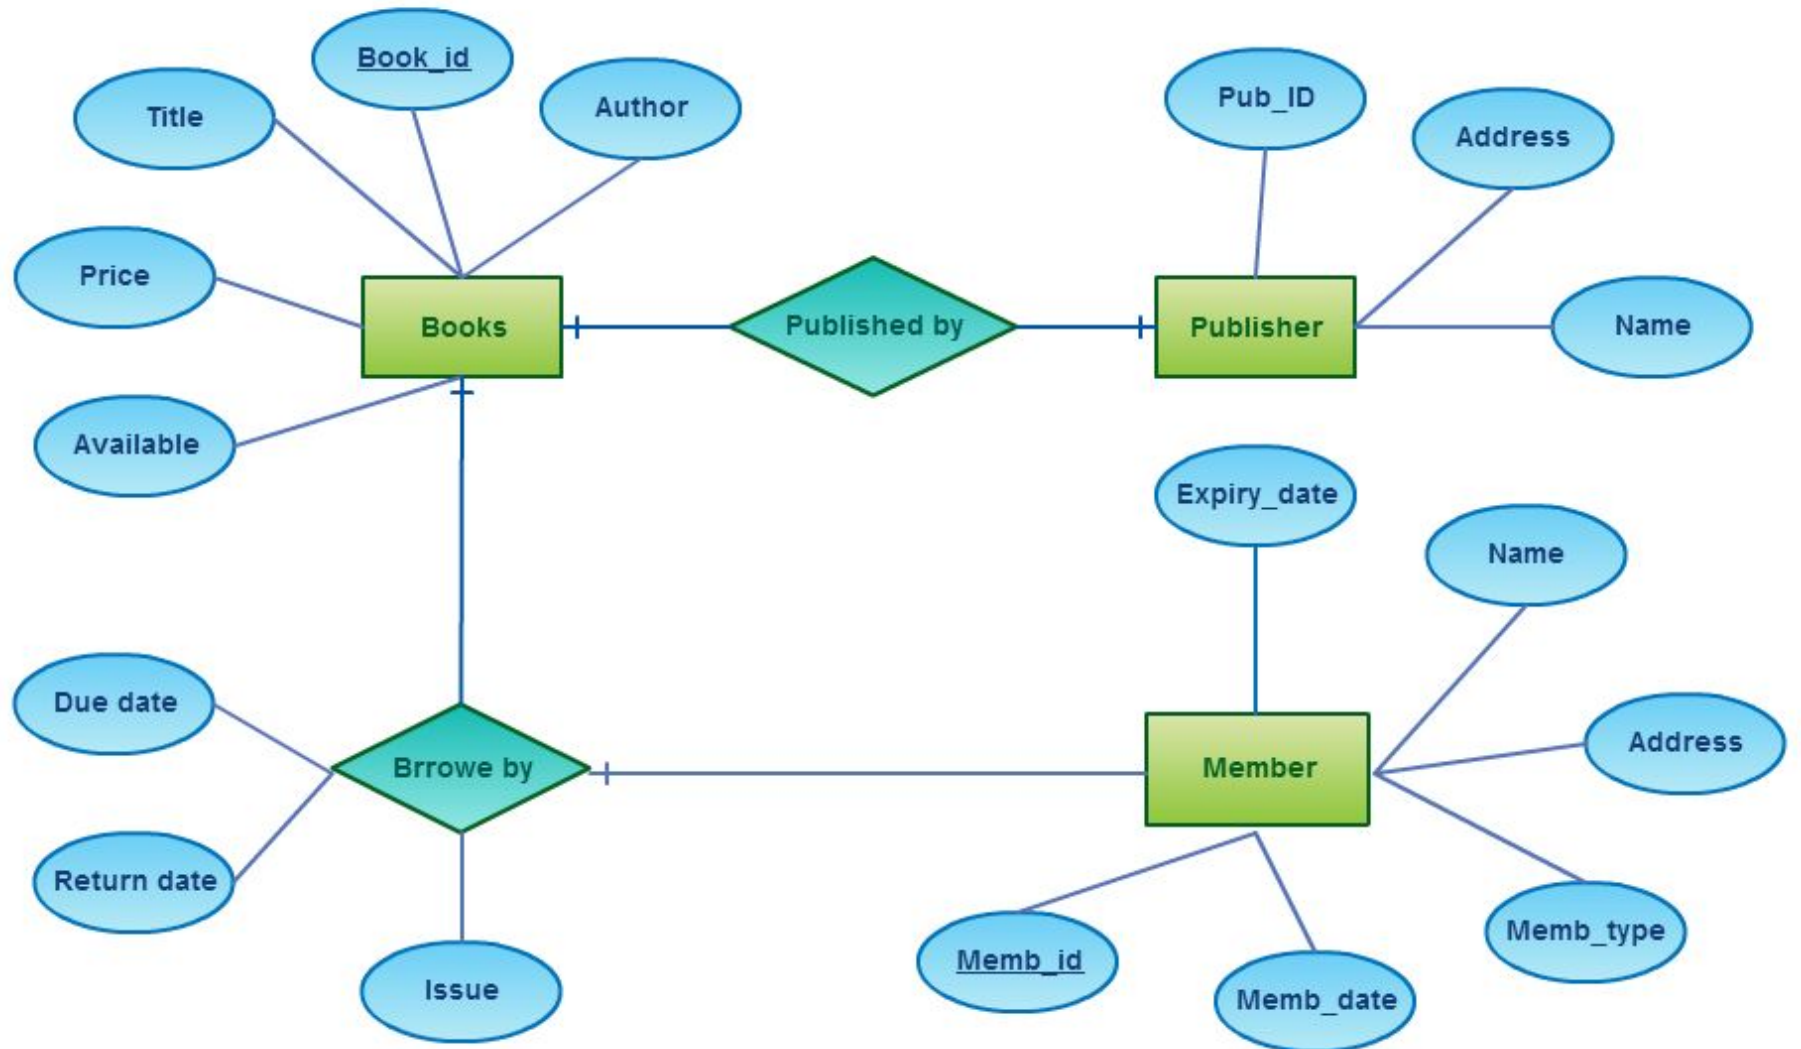 Book_id
Title
Author
Pub_ID
Address
Price
Books
Published by
Publisher
Name
Available
Expiry_date
Name
Due date
Brrowe by
Member
Address
Return date
Memb_type
Issue
Memb_id
Memb_date